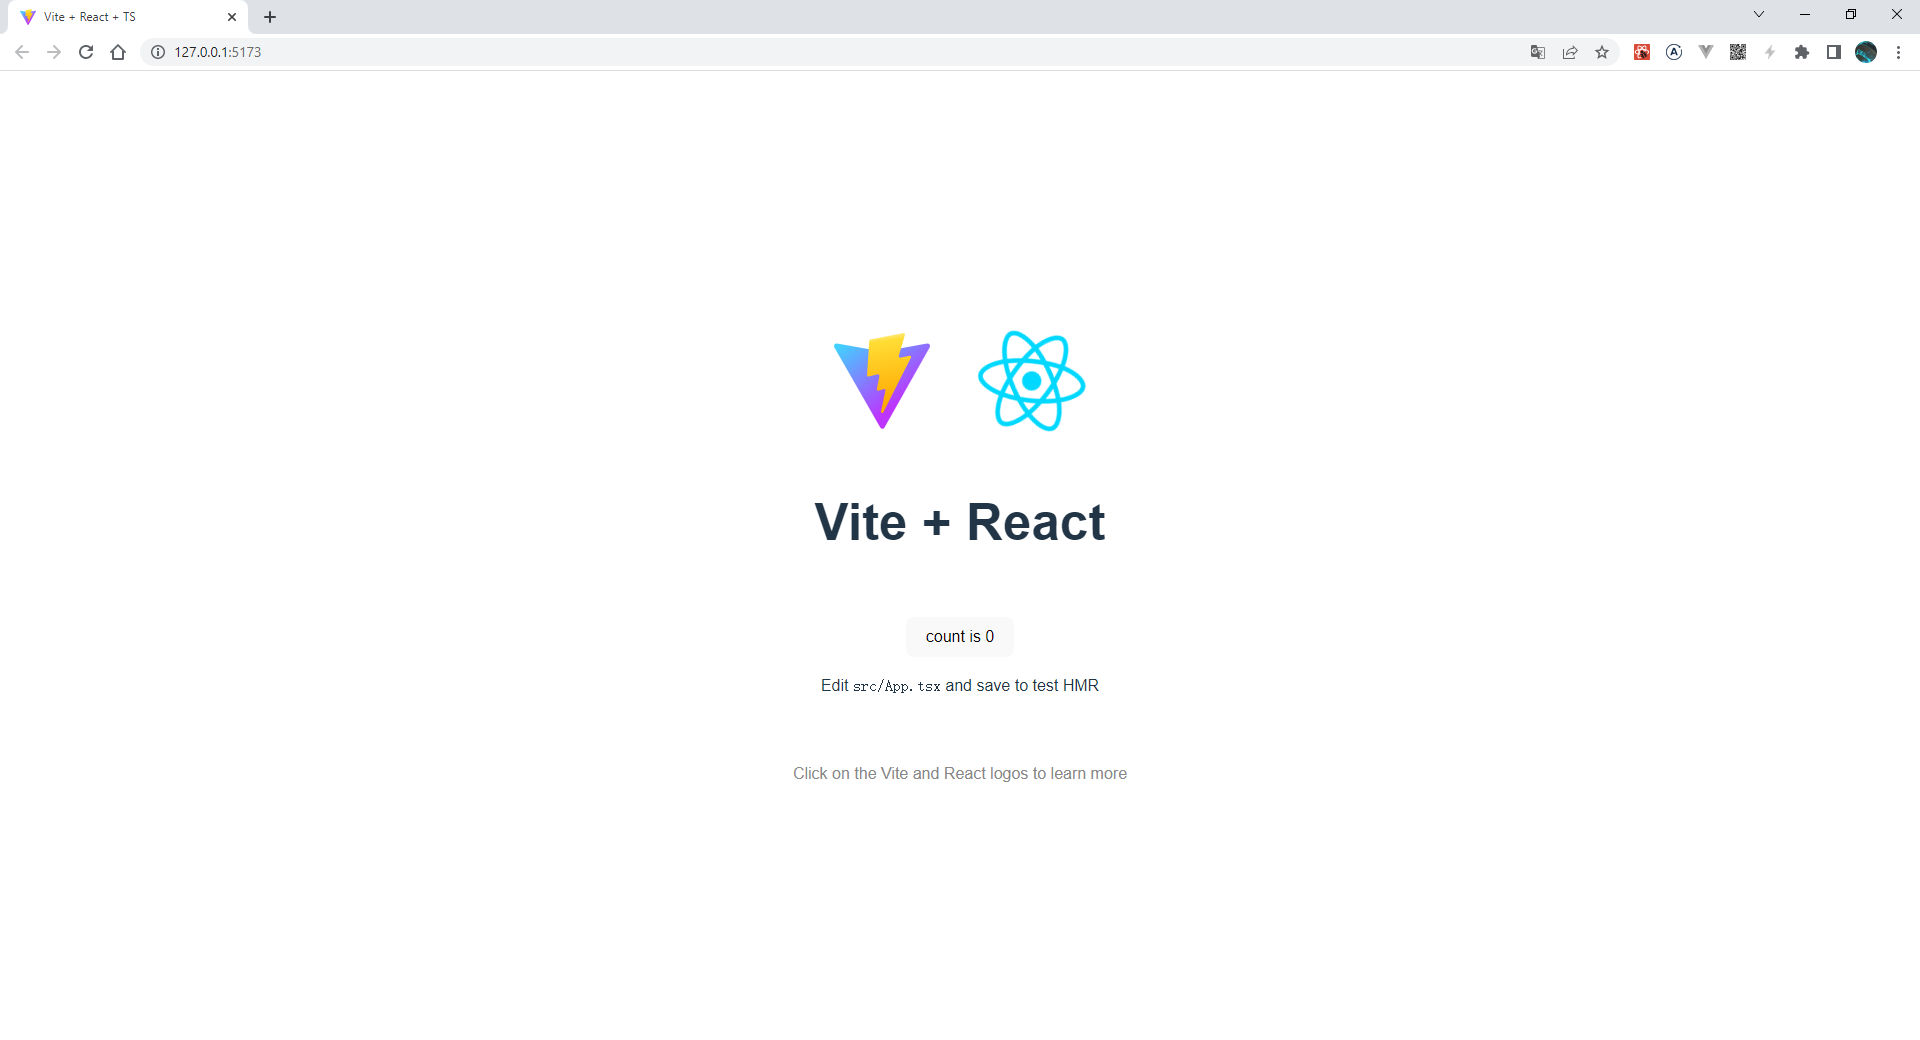 Vite + React + TS
127.0.0.1:5173
Vite + React
count is 0
Edit src/App.tsx and save to test HMR
Click on the Vite and React logos to learn more